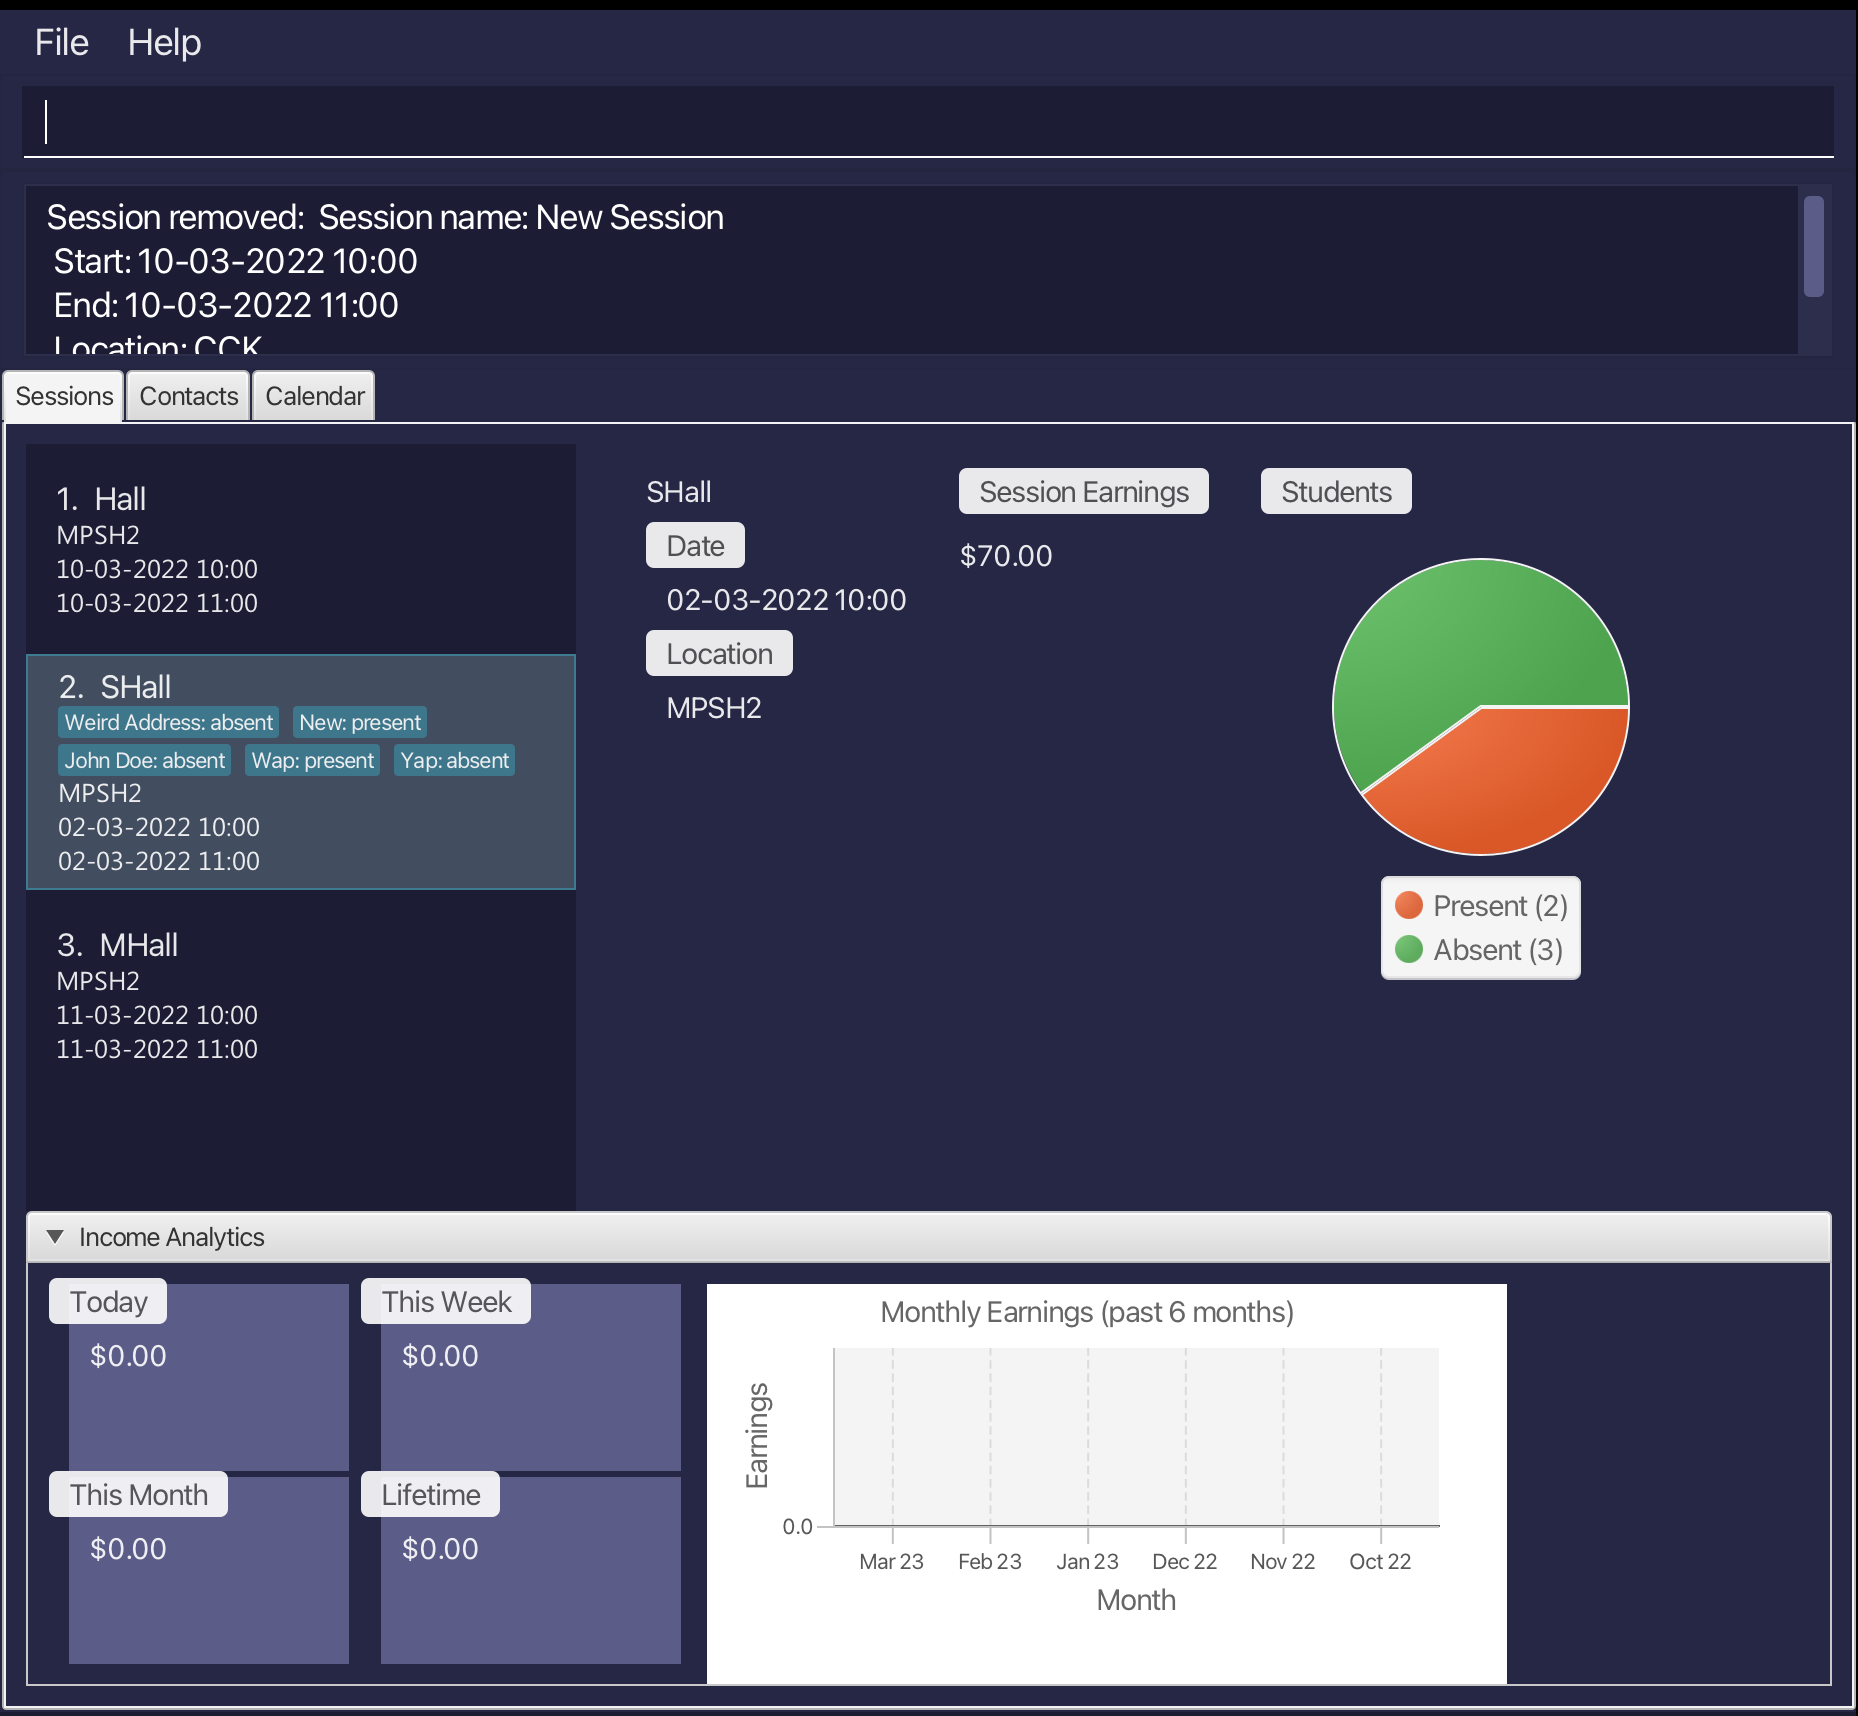 File Help
Session removed:  Session name: New Session
Start: 10-03-2022 10:00
End: 10-03-2022 11:00
Location: CCK
Sessions Contacts Calendar
1.  Hall
MPSH2
10-03-2022 10:00
10-03-2022 11:00
2.  SHall
Weird Address: absent New: present
John Doe: absent Wap: present Yap: absent
MPSH2
02-03-2022 10:00
02-03-2022 11:00
3.  MHall
MPSH2
11-03-2022 10:00
11-03-2022 11:00
SHall
Date
02-03-2022 10:00
Location
MPSH2
Session Earnings
$70.00
Students
Present (2)
Absent (3)
Income Analytics
Today
$0.00
This Week
$0.00
This Month
$0.00
Lifetime
$0.00
Monthly Earnings (past 6 months)
Earnings
0.0
Mar 23 Feb 23 Jan 23 Dec 22 Nov 22 Oct 22
Month